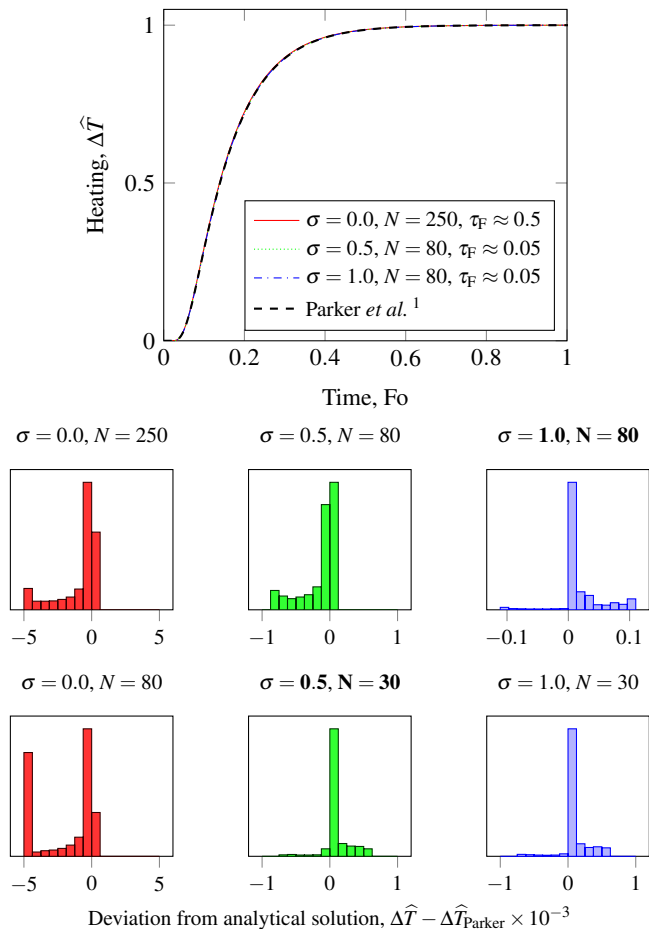 1
0.5
0
Heating, ΔT̂
σ = 0.0, N = 250, τF ≈ 0.5
σ = 0.5, N = 80, τF ≈ 0.05
σ = 1.0, N = 80, τF ≈ 0.05
Parker et al. 1
0 0.2 0.4 0.6 0.8 1
Time, Fo
σ = 0.0, N = 250 σ = 0.5, N = 80 σ = 1.0, N = 80
−5 0 5 −1 0 1 −0.1 0 0.1
σ = 0.0, N = 80 σ = 0.5, N = 30 σ = 1.0, N = 30
−5 0 5 −1 0 1 −1 0 1
Deviation from analytical solution, ΔT̂ − ΔT̂Parker × 10−3